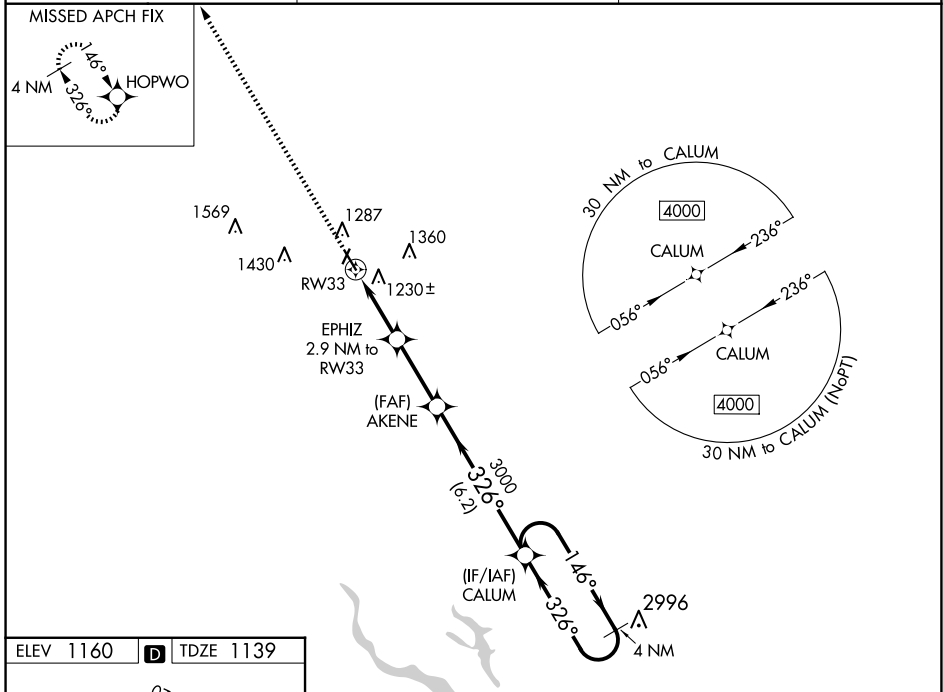 MISSED APCH FIX
146°
HOPWO
4 NM
326°
30 NM to CALUM
4000
CALUM
236°
056°
236°
056°
CALUM
4000
30 NM to CALUM (NoPT)
1569
1287
1430
1360
RW33
1230±
EPHIZ
2.9 NM to
RW33
(FAF)
AKENE
3000
326°
(6.2)
(IF/IAF)
CALUM
146°
326°
2996
4 NM
ELEV 1160 D TDZE 1139